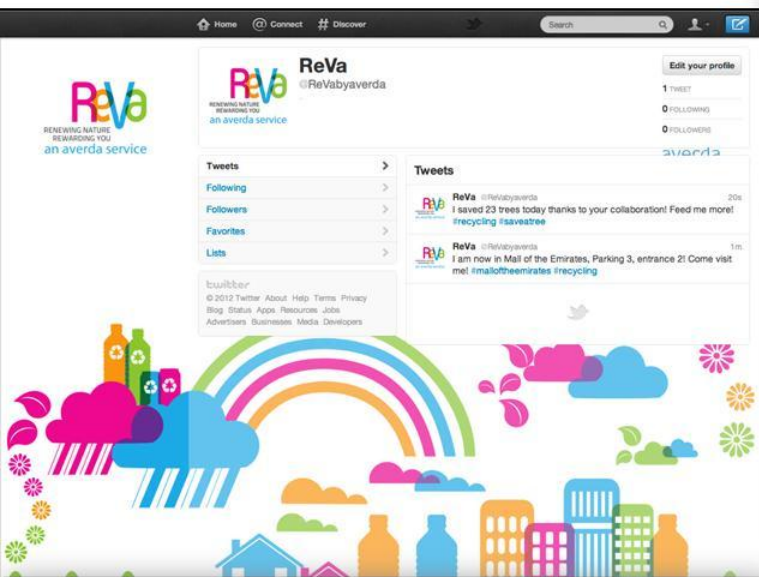 Home @ Connect # Discover
Search
ReVa
RENEWING NATURE
REWARDING YOU
an averda service
ReVa
RENEWING NATURE
REWARDING YOU
an averda service
ReVa
@ReVabyaverda
Edit your profile
1 TWEET
0 FOLLOWING
0 FOLLOWERS
averda
Tweets
Following
Followers
Favorites
Lists
twitter
© 2012 Twitter About Help Terms Privacy
Blog Status Apps Resources Jobs
Advertisers Businesses Media Developers
Tweets
ReVa
ReVa @ReVabyaverda 20s
I saved 23 trees today thanks to your collaboration! Feed me more!
#recycling #saveatree
ReVa
ReVa @ReVabyaverda 1m
I am now in Mall of the Emirates, Parking 3, entrance 2! Come visit
me! #malloftheemirates #recycling